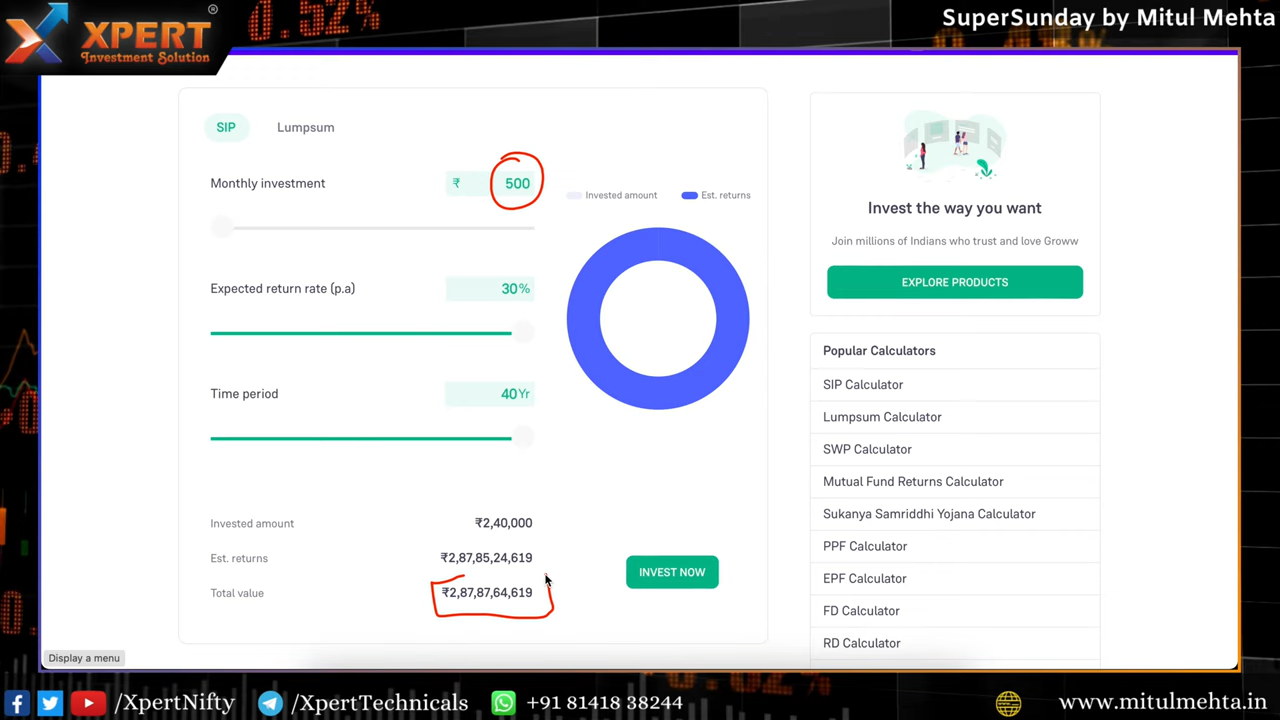 SuperSunday by Mitul Mehta
XPERT
®
Investment Solution
0.52%
SIP
Lumpsum
Monthly investment
₹ 500
Invested amount
Est. returns
Expected return rate (p.a)
30%
Time period
40Yr
Invested amount
₹2,40,000
Est. returns
₹2,87,85,24,619
Total value
₹2,87,87,64,619
INVEST NOW
Invest the way you want
Join millions of Indians who trust and love Groww
EXPLORE PRODUCTS
Popular Calculators
SIP Calculator
Lumpsum Calculator
SWP Calculator
Mutual Fund Returns Calculator
Sukanya Samriddhi Yojana Calculator
PPF Calculator
EPF Calculator
FD Calculator
RD Calculator
Display a menu
/XpertNifty
/XpertTechnicals
+91 81418 38244
www.mitulmehta.in